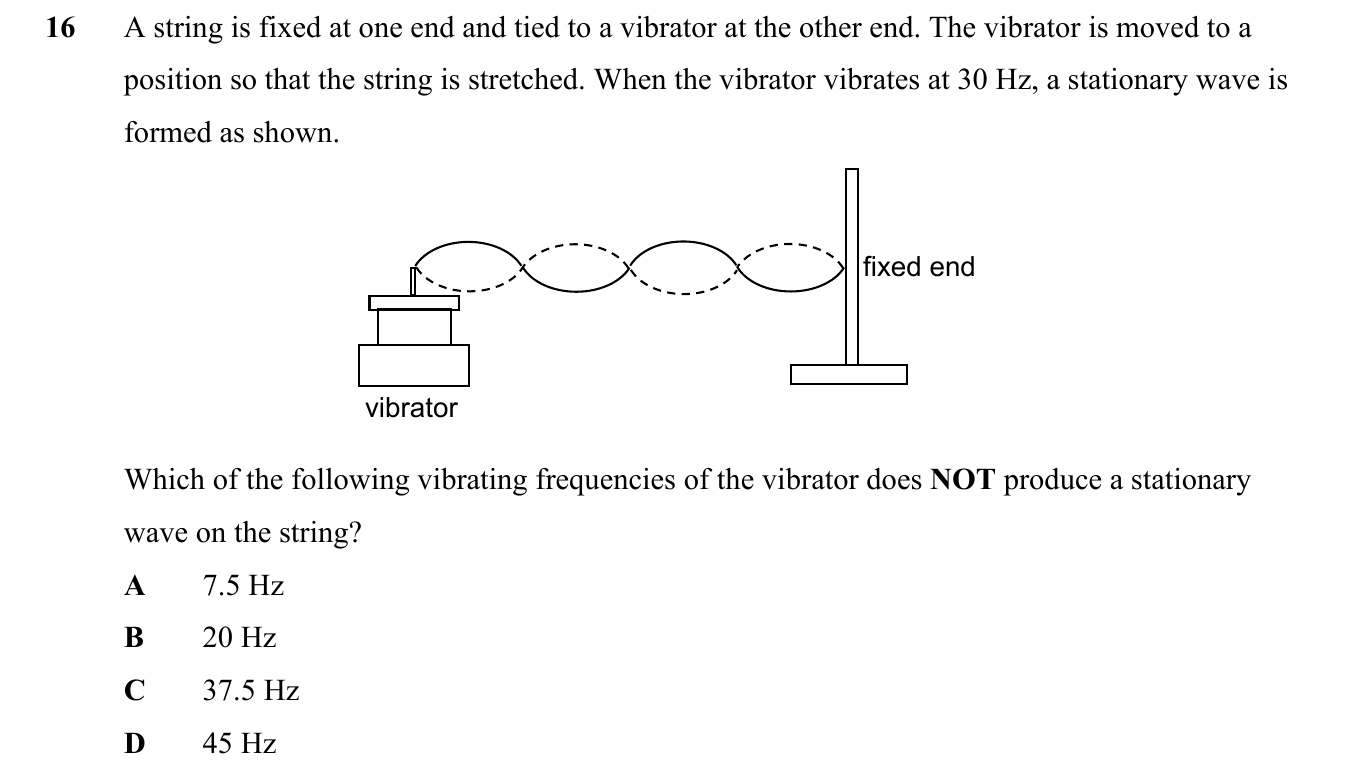 16 A string is fixed at one end and tied to a vibrator at the other end. The vibrator is moved to a
position so that the string is stretched. When the vibrator vibrates at 30 Hz, a stationary wave is
formed as shown.
fixed end
vibrator
Which of the following vibrating frequencies of the vibrator does NOT produce a stationary
wave on the string?
A 7.5 Hz
B 20 Hz
C 37.5 Hz
D 45 Hz